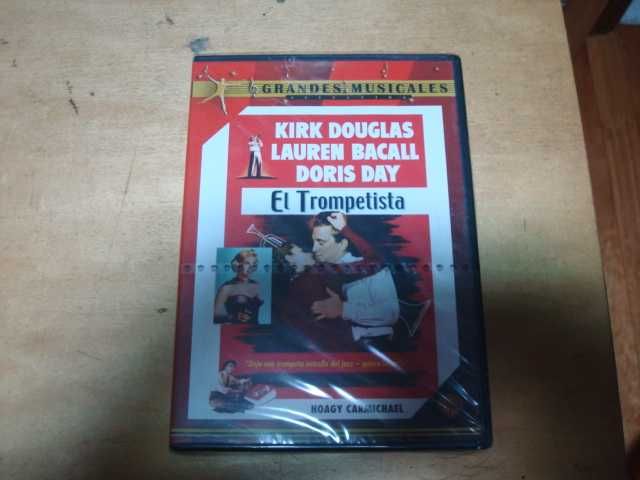 GRANDES MUSICALES
KIRK DOUGLAS
LAUREN BACALL
DORIS DAY
El Trompetista
HOAGY CARMICHAEL